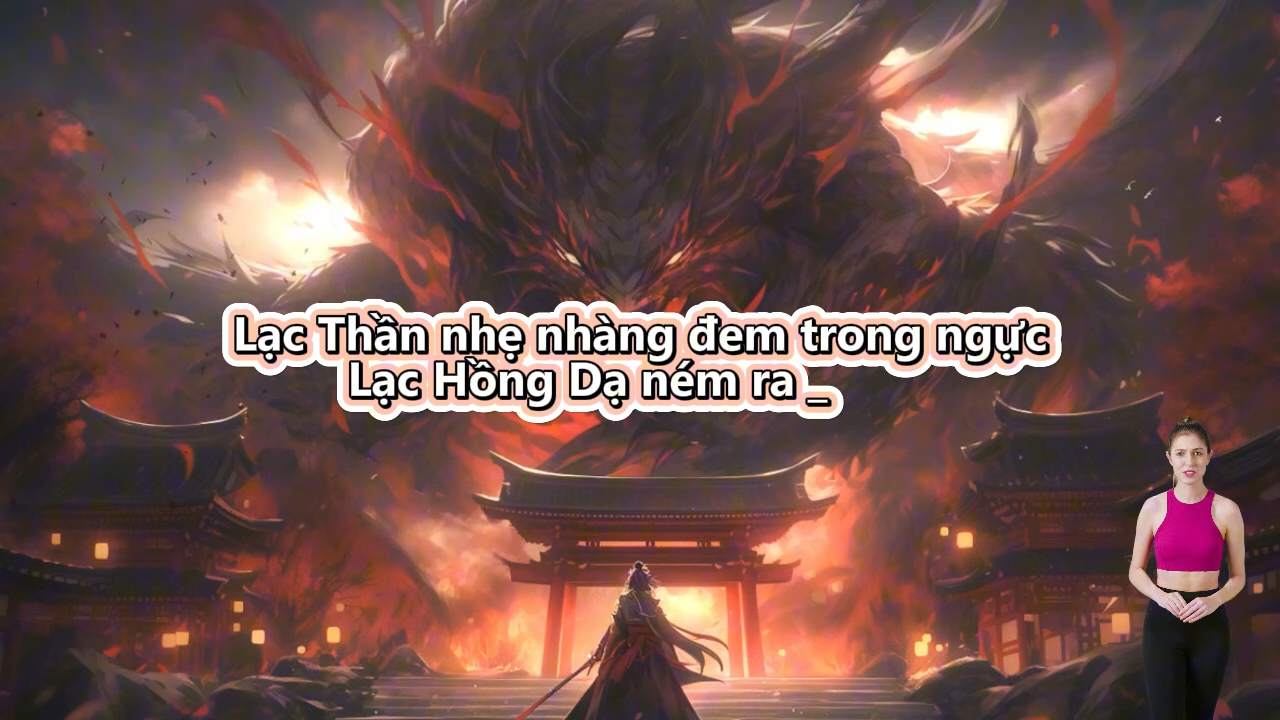 Lạc Thần nhẹ nhàng đem trong ngực
Lạc Hồng Dạ ném ra _